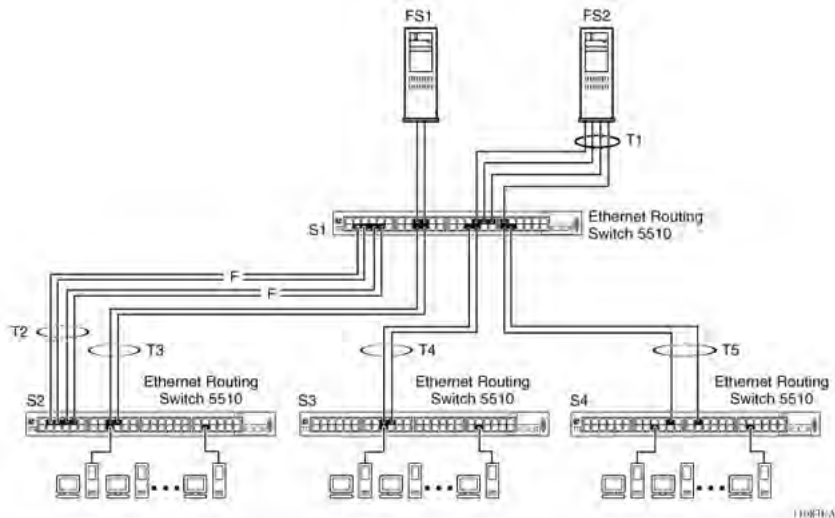 FS1
FS2
T1
S1
Ethernet Routing
Switch 5510
F
F
T2
T3
T4
T5
S2
Ethernet Routing
Switch 5510
S3
Ethernet Routing
Switch 5510
S4
Ethernet Routing
Switch 5510